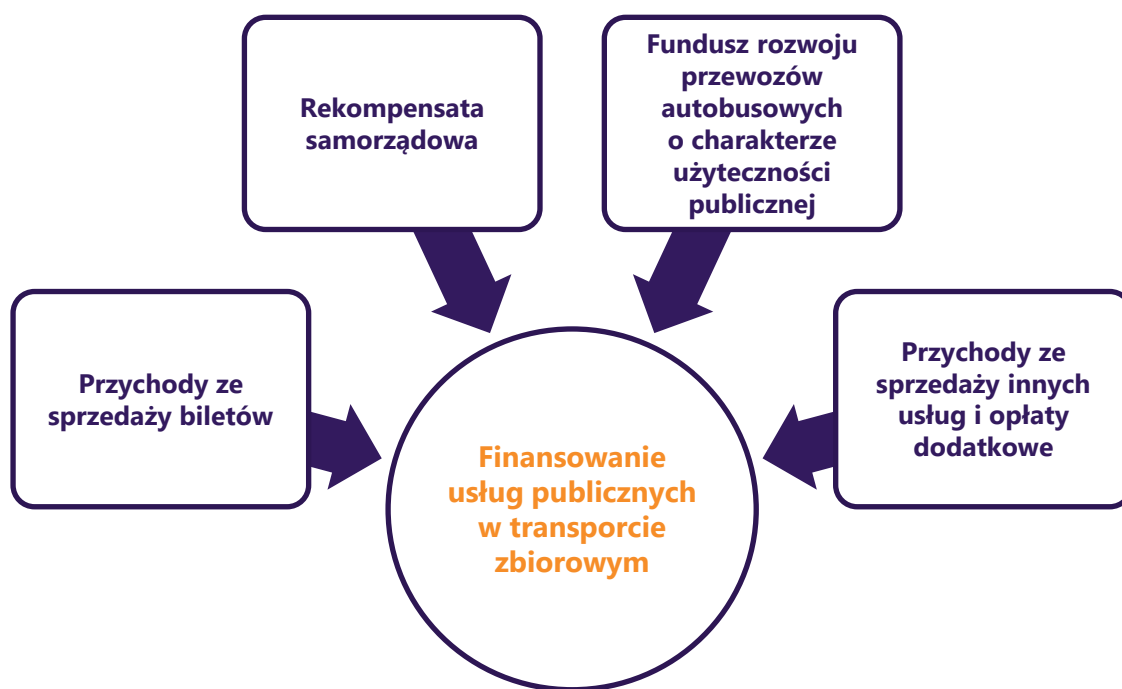 Rekompensata
samorządowa
Fundusz rozwoju
przewozów
autobusowych
o charakterze
użyteczności
publicznej
Przychody ze
sprzedaży biletów
Przychody ze
sprzedaży innych
usług i opłaty
dodatkowe
Finansowanie
usług publicznych
w transporcie
zbiorowym